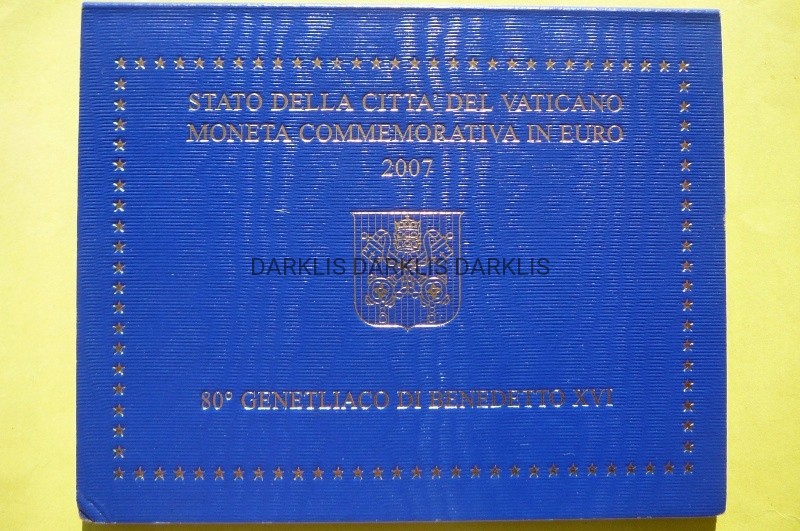 STATO DELLA CITTA' DEL VATICANO
MONETA COMMEMORATIVA IN EURO
2007
DARKLIS DARKLIS DARKLIS
80° GENETLIACO DI BENEDETTO XVI